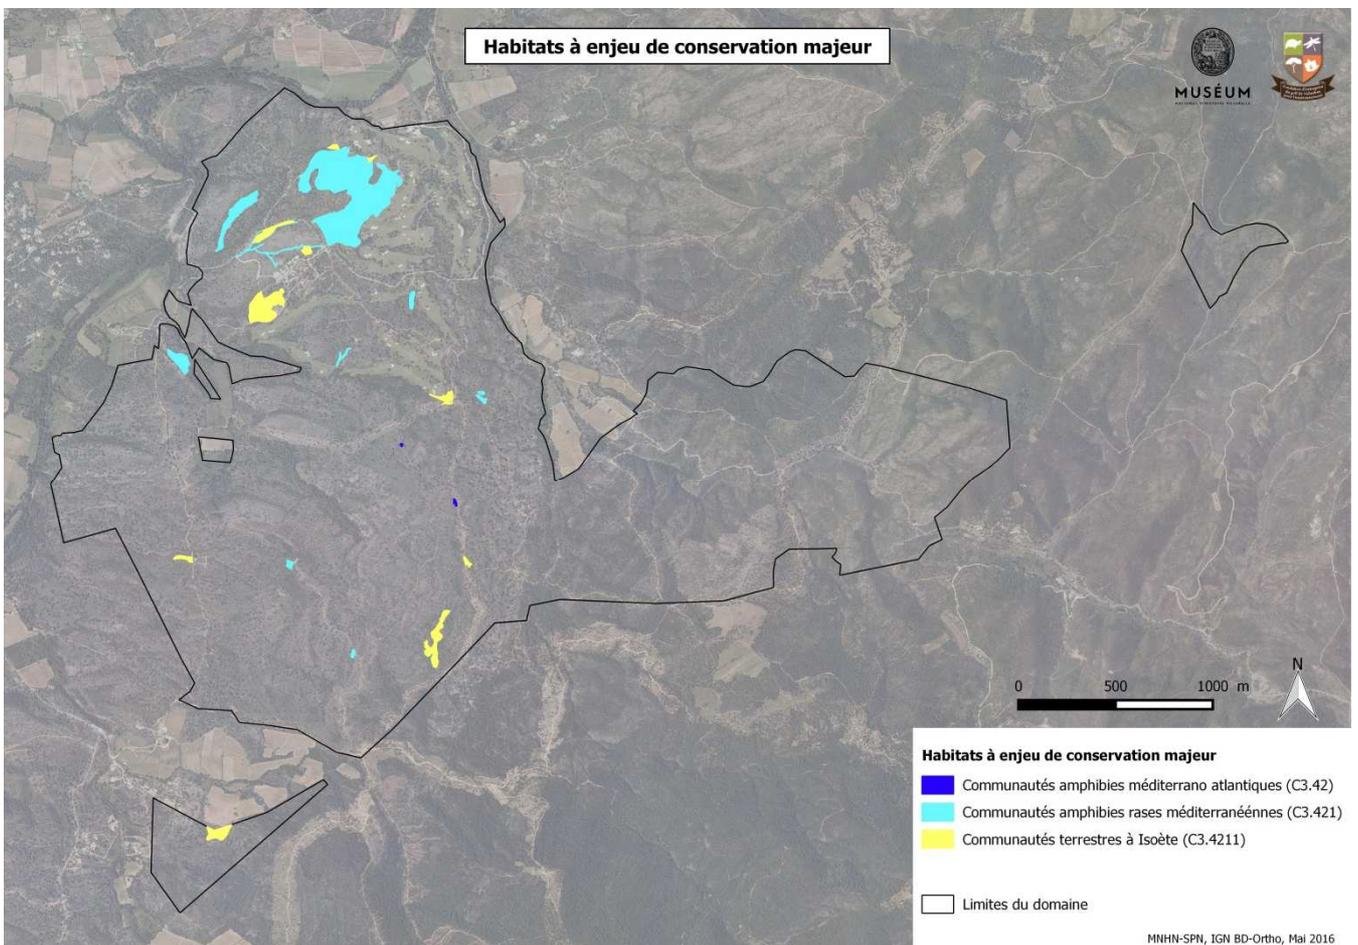 Habitats à enjeu de conservation majeur
MUSÉUM
N
0 500 1000 m
Habitats à enjeu de conservation majeur
Communautés amphibies méditerrano atlantiques (C3.42)
Communautés amphibies rases méditerranéénnes (C3.421)
Communautés terrestres à Isoète (C3.4211)
Limites du domaine
MNHN-SPN, IGN BD-Ortho, Mai 2016